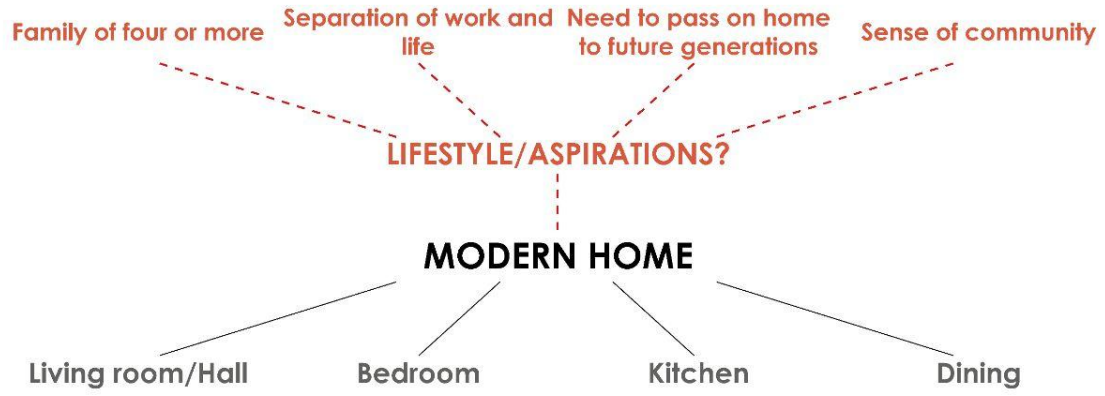 Family of four or more
Separation of work and
life
Need to pass on home
to future generations
Sense of community
LIFESTYLE/ASPIRATIONS?
MODERN HOME
Living room/Hall
Bedroom
Kitchen
Dining